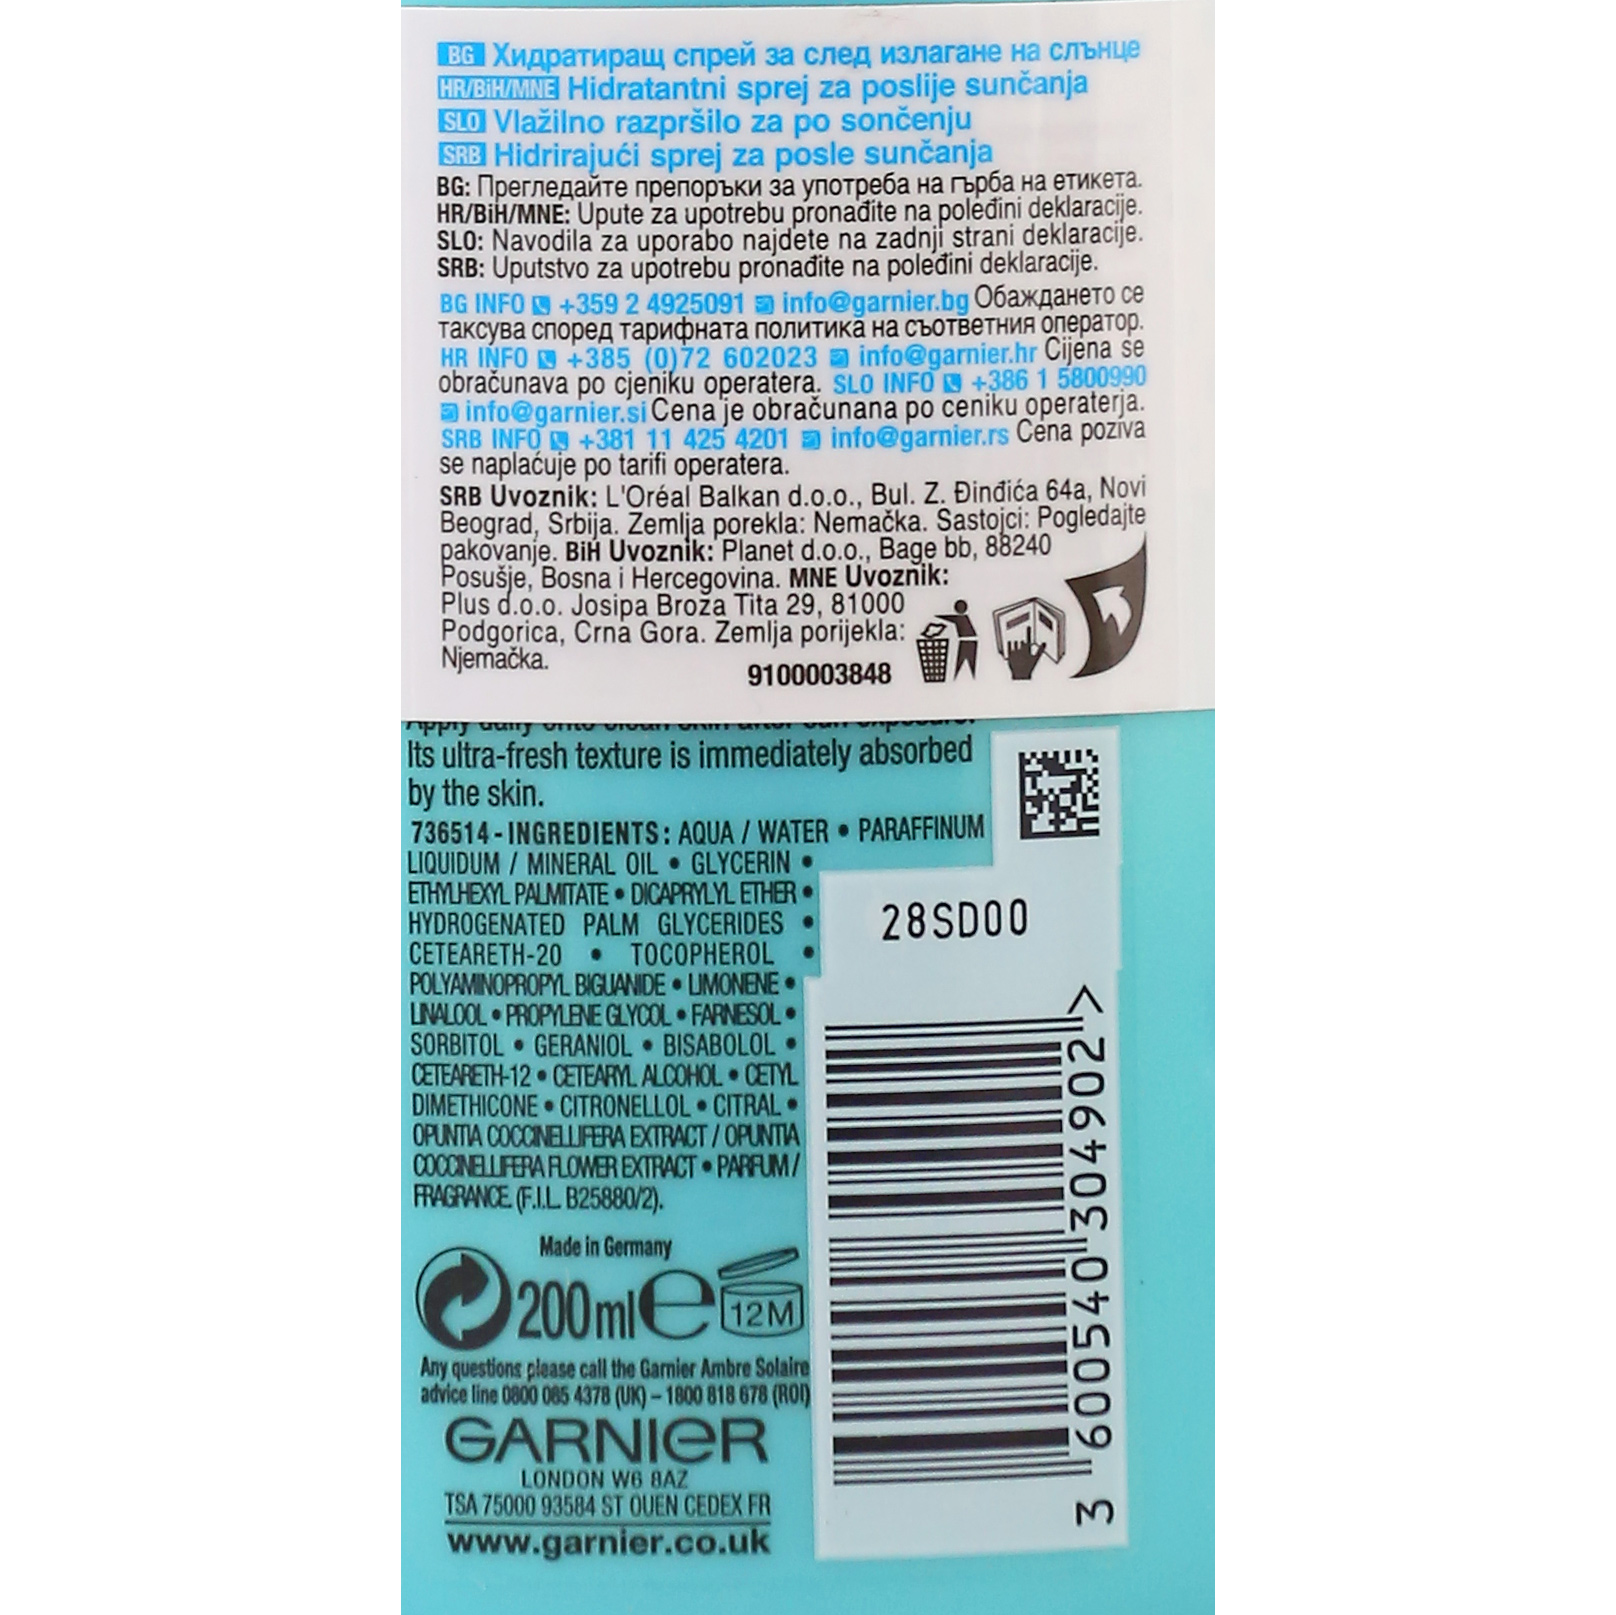 BG Хидратиращ спрей за след излагане на слънце
HR/BiH/MNE Hidratantni sprej za poslije sunčanja
SLO Vlažilno razpršilo za po sončenju
SRB Hidrirajući sprej za posle sunčanja
BG: Прегледайте препоръки за употреба на гърба на етикета.
HR/BiH/MNE: Upute za upotrebu pronađite na poleđini deklaracije.
SLO: Navodila za uporabo najdete na zadnji strani deklaracije.
SRB: Uputstvo za upotrebu pronađite na poleđini deklaracije.
BG INFO +359 2 4925091 info@garnier.bg Обаждането се
таксува според тарифната политика на съответния оператор.
HR INFO +385 (0)72 602023 info@garnier.hr Cijena se
obračunava po cjeniku operatera. SLO INFO +386 1 5800990
info@garnier.si Cena je obračunana po ceniku operaterja.
SRB INFO +381 11 425 4201 info@garnier.rs Cena poziva
se naplaćuje po tarifi operatera.
SRB Uvoznik: L'Oréal Balkan d.o.o., Bul. Z. Đinđića 64a, Novi
Beograd, Srbija. Zemlja porekla: Nemačka. Sastojci: Pogledajte
pakovanje. BiH Uvoznik: Planet d.o.o., Bage bb, 88240
Posušje, Bosna i Hercegovina. MNE Uvoznik:
Plus d.o.o. Josipa Broza Tita 29, 81000
Podgorica, Crna Gora. Zemlja porijekla:
Njemačka.
9100003848
Apply daily onto clean skin after sun exposure.
Its ultra-fresh texture is immediately absorbed
by the skin.
736514 - INGREDIENTS: AQUA / WATER • PARAFFINUM
LIQUIDUM / MINERAL OIL • GLYCERIN •
ETHYLHEXYL PALMITATE • DICAPRYLYL ETHER •
HYDROGENATED PALM GLYCERIDES •
CETEARETH-20 • TOCOPHEROL •
POLYAMINOPROPYL BIGUANIDE • LIMONENE •
LINALOOL • PROPYLENE GLYCOL • FARNESOL •
SORBITOL • GERANIOL • BISABOLOL •
CETEARETH-12 • CETEARYL ALCOHOL • CETYL
DIMETHICONE • CITRONELLOL • CITRAL •
OPUNTIA COCCINELLIFERA EXTRACT / OPUNTIA
COCCINELLIFERA FLOWER EXTRACT • PARFUM /
FRAGRANCE. (F.I.L. B25880/2).
28SD00
3 600540 304902 >
Made in Germany
200 ml e 12M
Any questions please call the Garnier Ambre Solaire
advice line 0800 085 4378 (UK) – 1800 818 678 (ROI)
GARNIER
LONDON W6 8AZ
TSA 75000 93584 ST OUEN CEDEX FR
www.garnier.co.uk